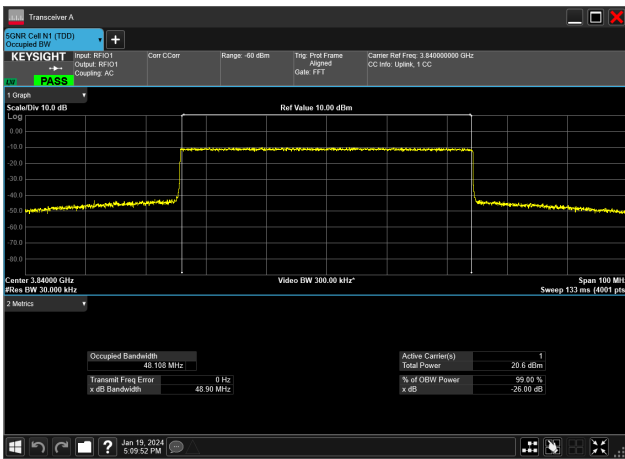 Transceiver A
5GNR Cell N1 (TDD)
Occupied BW
KEYSIGHT
PASS
Input: RFIO1
Output: RFIO1
Coupling: AC
Corr CCorr
Range: -60 dBm
Trig: Prot Frame
Aligned
Gate: FFT
Carrier Ref Freq: 3.840000000 GHz
CC Info: Uplink, 1 CC
1 Graph
Scale/Div 10.0 dB
Ref Value 10.00 dBm
Log
0.00
-10.0
-20.0
-30.0
-40.0
-50.0
-60.0
-70.0
-80.0
Center 3.84000 GHz
Video BW 300.00 kHz*
Span 100 MHz
#Res BW 30.000 kHz
Sweep 133 ms (4001 pts
2 Metrics
Occupied Bandwidth
48.108 MHz
Transmit Freq Error 0 Hz
x dB Bandwidth 48.90 MHz
Active Carrier(s) 1
Total Power 20.6 dBm
% of OBW Power 99.00 %
x dB -26.00 dB
?
Jan 19, 2024
5:09:52 PM